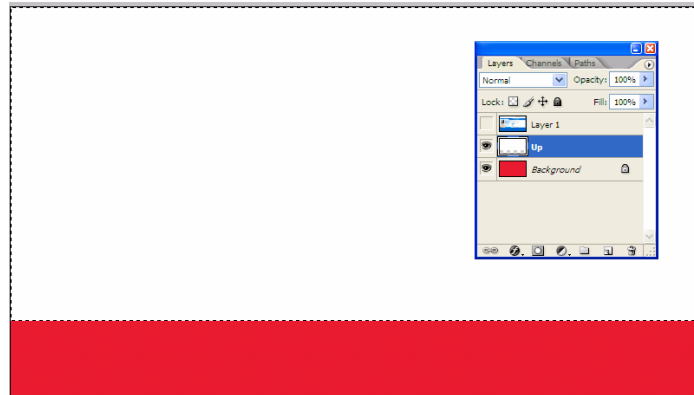 Layers Channels Paths
Normal Opacity: 100%
Lock: Fill: 100%
Layer 1
Up
Background